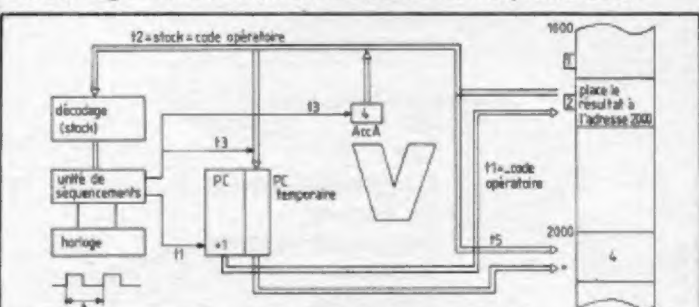 t2=stock=code opératoire
1600
1
décodage
(stock)
t3
4
AccA
place le
2
résultat à
l'adresse 2000
t3
unité de
séquencements
PC
PC
temporaire
t1=_code
opératoire
horloge
+1
t1
t5
2000
4